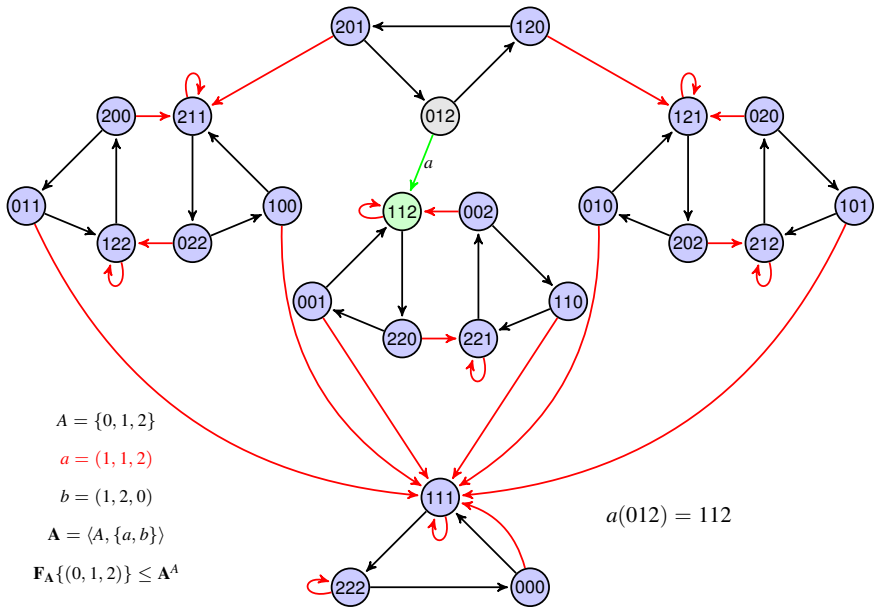 201 120
012
200 211 121 020
a
011 100 112 002 010 101
122 022 202 212
001 110
220 221
A = {0, 1, 2}
a = (1, 1, 2)
b = (1, 2, 0)
A = ⟨A, {a, b}⟩
F_A{(0, 1, 2)} ≤ A^A
111
a(012) = 112
222 000